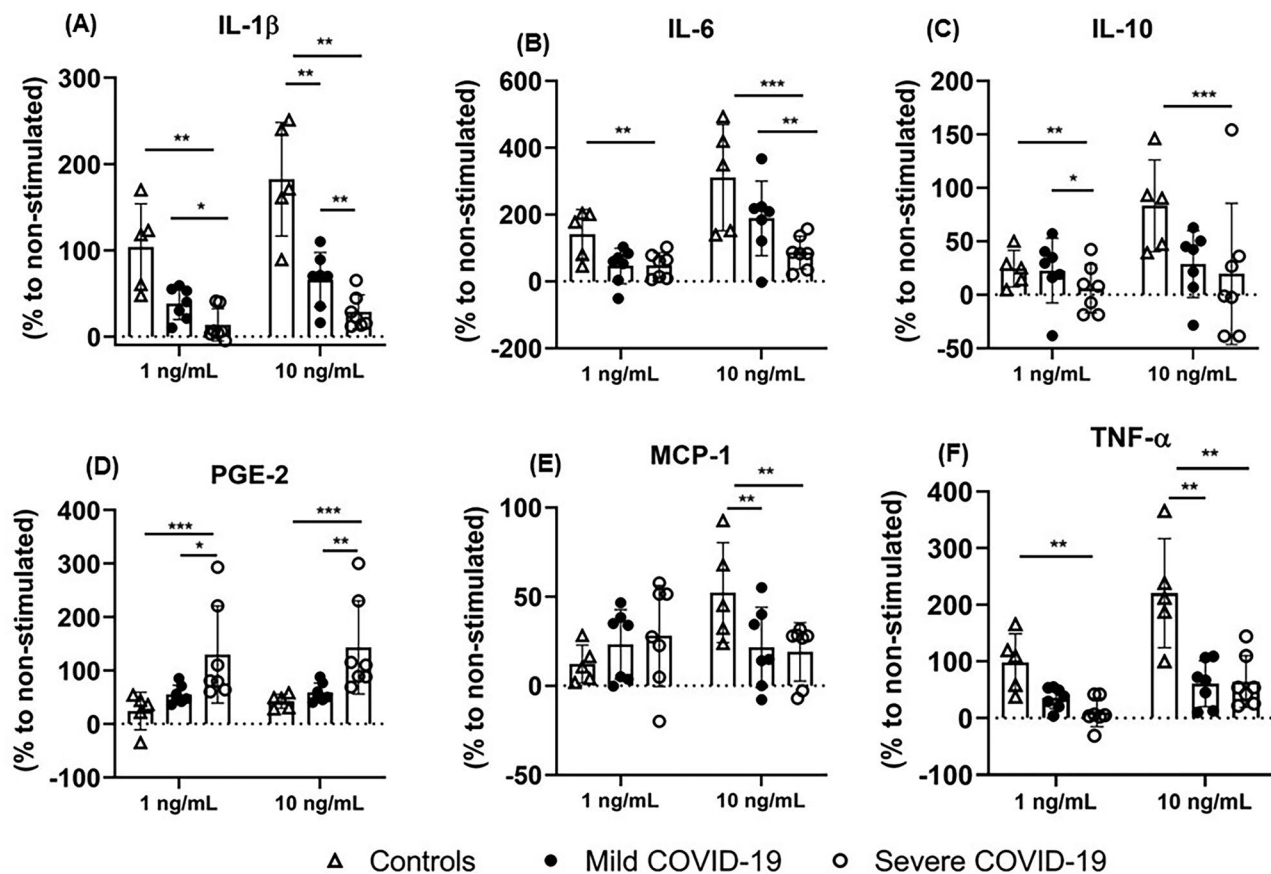 (A)
IL-1β
(% to non-stimulated)
300
200
100
0
**
*
**
**
**
1 ng/mL
10 ng/mL
(B)
IL-6
(% to non-stimulated)
600
400
200
0
-200
**
***
**
1 ng/mL
10 ng/mL
(C)
IL-10
(% to non-stimulated)
200
150
100
50
0
-50
**
*
***
1 ng/mL
10 ng/mL
(D)
PGE-2
(% to non-stimulated)
400
300
200
100
0
-100
***
*
***
**
1 ng/mL
10 ng/mL
(E)
MCP-1
(% to non-stimulated)
100
50
0
-50
**
**
1 ng/mL
10 ng/mL
(F)
TNF-α
(% to non-stimulated)
400
300
200
100
0
-100
**
**
**
1 ng/mL
10 ng/mL
Controls Mild COVID-19 Severe COVID-19